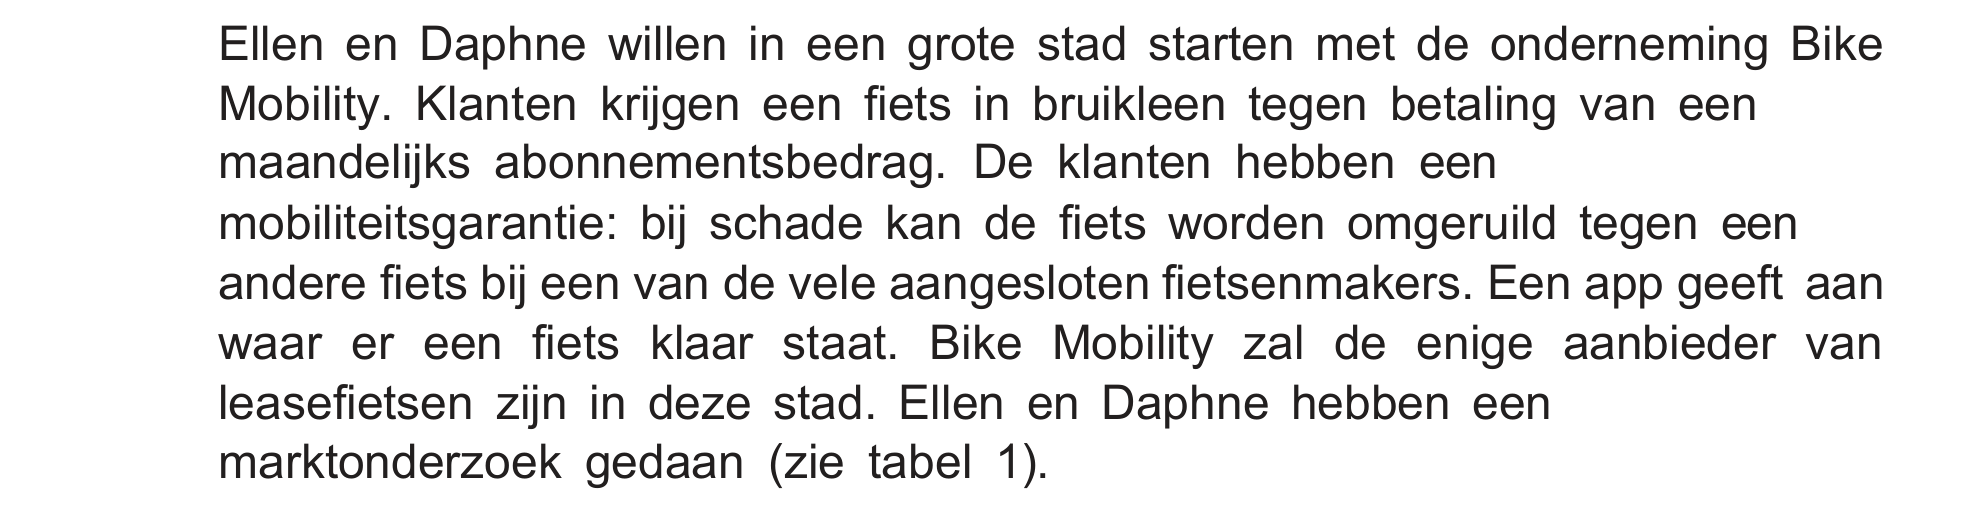 Ellen en Daphne willen in een grote stad starten met de onderneming Bike
Mobility. Klanten krijgen een fiets in bruikleen tegen betaling van een
maandelijks abonnementsbedrag. De klanten hebben een
mobiliteitsgarantie: bij schade kan de fiets worden omgeruild tegen een
andere fiets bij een van de vele aangesloten fietsenmakers. Een app geeft aan
waar er een fiets klaar staat. Bike Mobility zal de enige aanbieder van
leasefietsen zijn in deze stad. Ellen en Daphne hebben een
marktonderzoek gedaan (zie tabel 1).